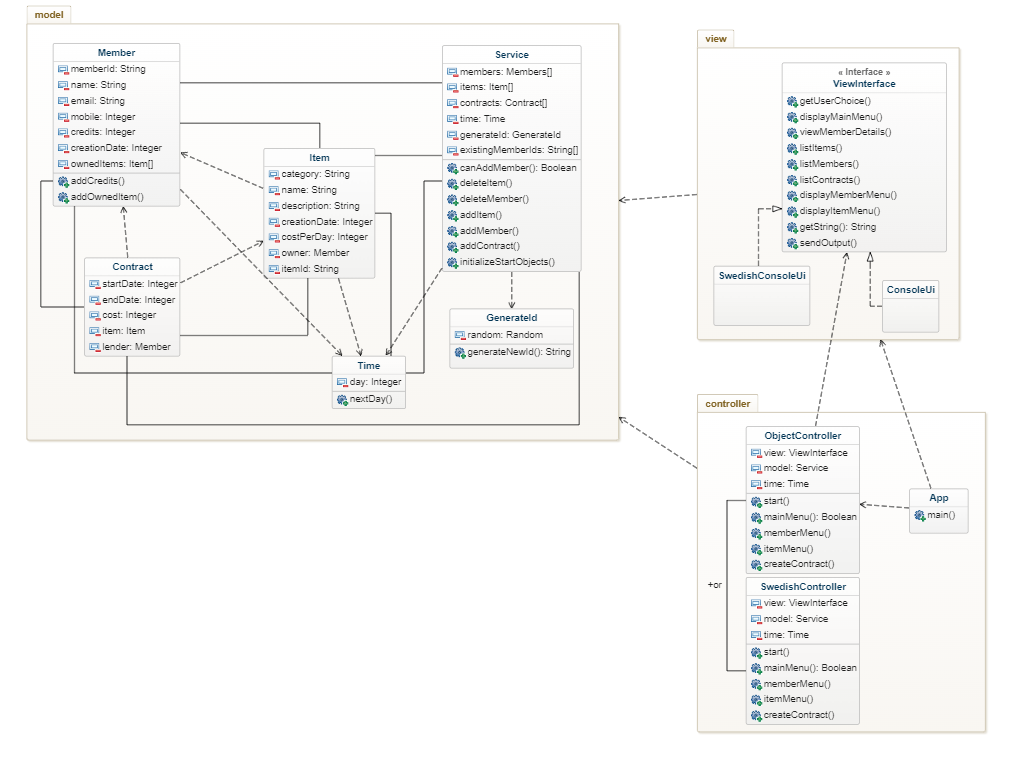 model
Member
memberId: String
name: String
email: String
mobile: Integer
credits: Integer
creationDate: Integer
ownedItems: Item[]
addCredits()
addOwnedItem()
Service
members: Members[]
items: Item[]
contracts: Contract[]
time: Time
generateId: GenerateId
existingMemberIds: String[]
canAddMember(): Boolean
deleteItem()
deleteMember()
addItem()
addMember()
addContract()
initializeStartObjects()
Item
category: String
name: String
description: String
creationDate: Integer
costPerDay: Integer
owner: Member
itemId: String
Contract
startDate: Integer
endDate: Integer
cost: Integer
item: Item
lender: Member
GenerateId
random: Random
generateNewId(): String
Time
day: Integer
nextDay()
view
« Interface »
ViewInterface
getUserChoice()
displayMainMenu()
viewMemberDetails()
listItems()
listMembers()
listContracts()
displayMemberMenu()
displayItemMenu()
getString(): String
sendOutput()
SwedishConsoleUi
ConsoleUi
controller
ObjectController
view: ViewInterface
model: Service
time: Time
start()
mainMenu(): Boolean
memberMenu()
itemMenu()
createContract()
App
main()
+or
SwedishController
view: ViewInterface
model: Service
time: Time
start()
mainMenu(): Boolean
memberMenu()
itemMenu()
createContract()